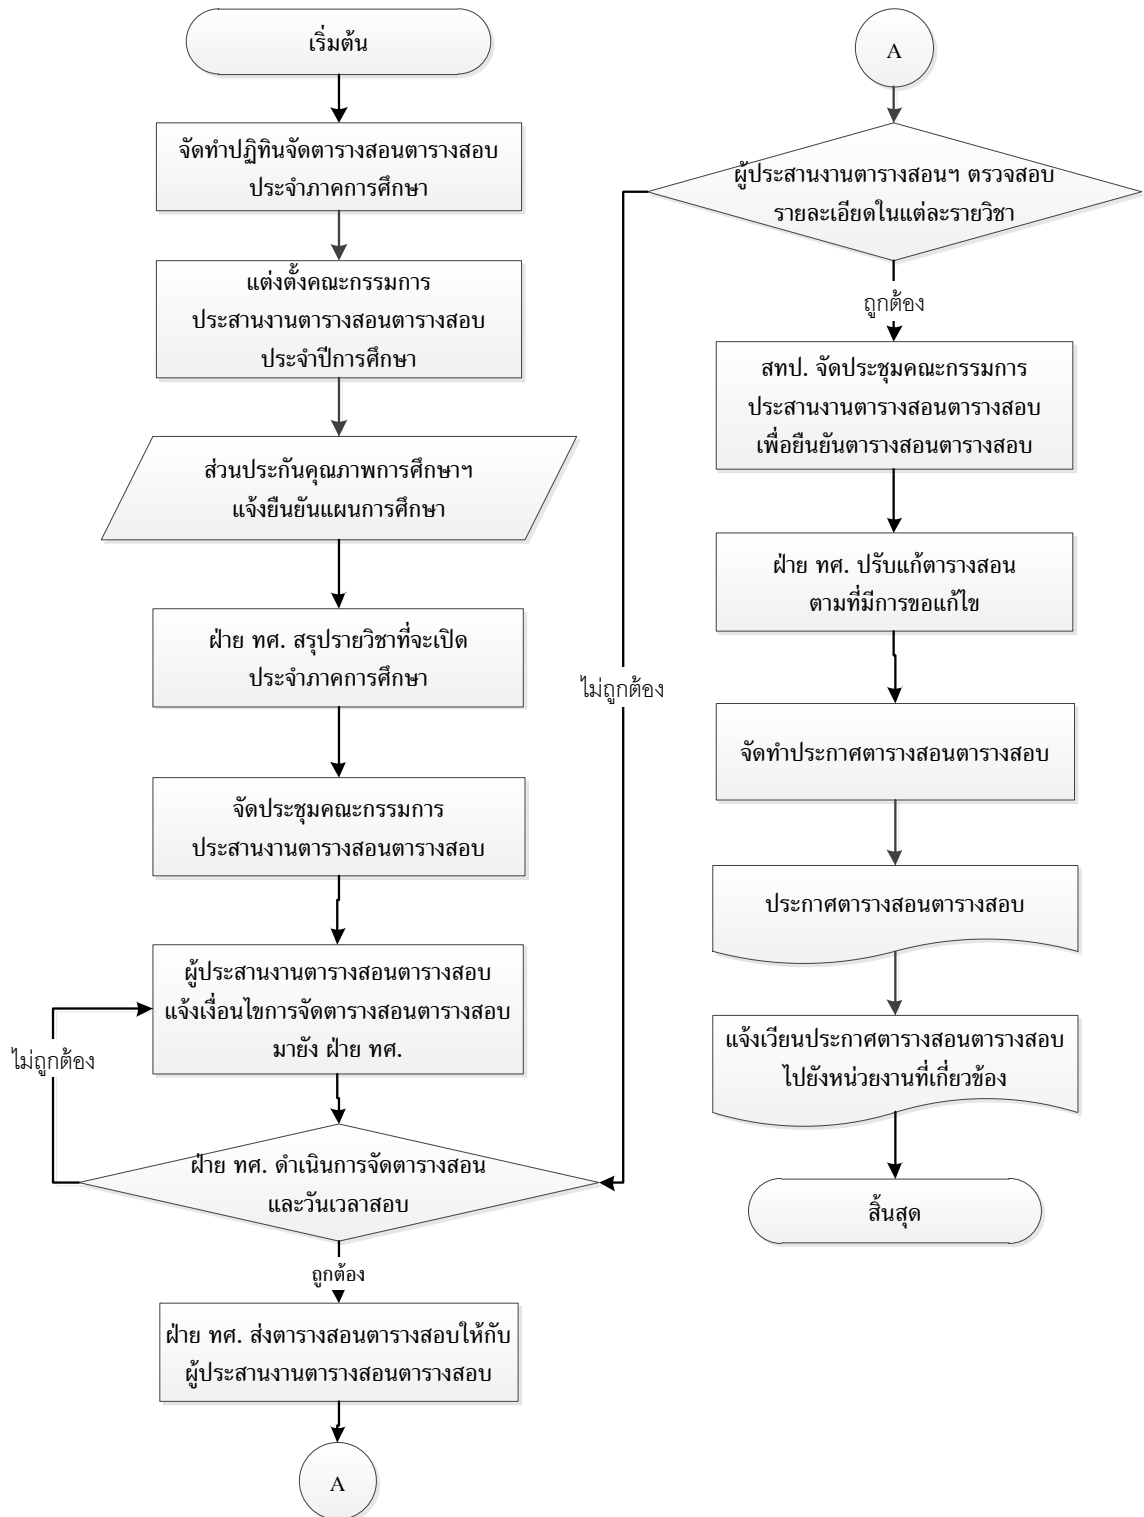 เริ่มต้น
จัดทำปฏิทินจัดตารางสอนตารางสอบ
ประจำภาคการศึกษา
แต่งตั้งคณะกรรมการ
ประสานงานตารางสอนตารางสอบ
ประจำปีการศึกษา
ส่วนประกันคุณภาพการศึกษาฯ
แจ้งยืนยันแผนการศึกษา
ฝ่าย ทศ. สรุปรายวิชาที่จะเปิด
ประจำภาคการศึกษา
จัดประชุมคณะกรรมการ
ประสานงานตารางสอนตารางสอบ
ผู้ประสานงานตารางสอนตารางสอบ
แจ้งเงื่อนไขการจัดตารางสอนตารางสอบ
มายัง ฝ่าย ทศ.
ไม่ถูกต้อง
ฝ่าย ทศ. ดำเนินการจัดตารางสอน
และวันเวลาสอบ
ถูกต้อง
ฝ่าย ทศ. ส่งตารางสอนตารางสอบให้กับ
ผู้ประสานงานตารางสอนตารางสอบ
A
A
ผู้ประสานงานตารางสอนฯ ตรวจสอบ
รายละเอียดในแต่ละรายวิชา
ไม่ถูกต้อง
ถูกต้อง
สทป. จัดประชุมคณะกรรมการ
ประสานงานตารางสอนตารางสอบ
เพื่อยืนยันตารางสอนตารางสอบ
ฝ่าย ทศ. ปรับแก้ตารางสอน
ตามที่มีการขอแก้ไข
จัดทำประกาศตารางสอนตารางสอบ
ประกาศตารางสอนตารางสอบ
แจ้งเวียนประกาศตารางสอนตารางสอบ
ไปยังหน่วยงานที่เกี่ยวข้อง
สิ้นสุด